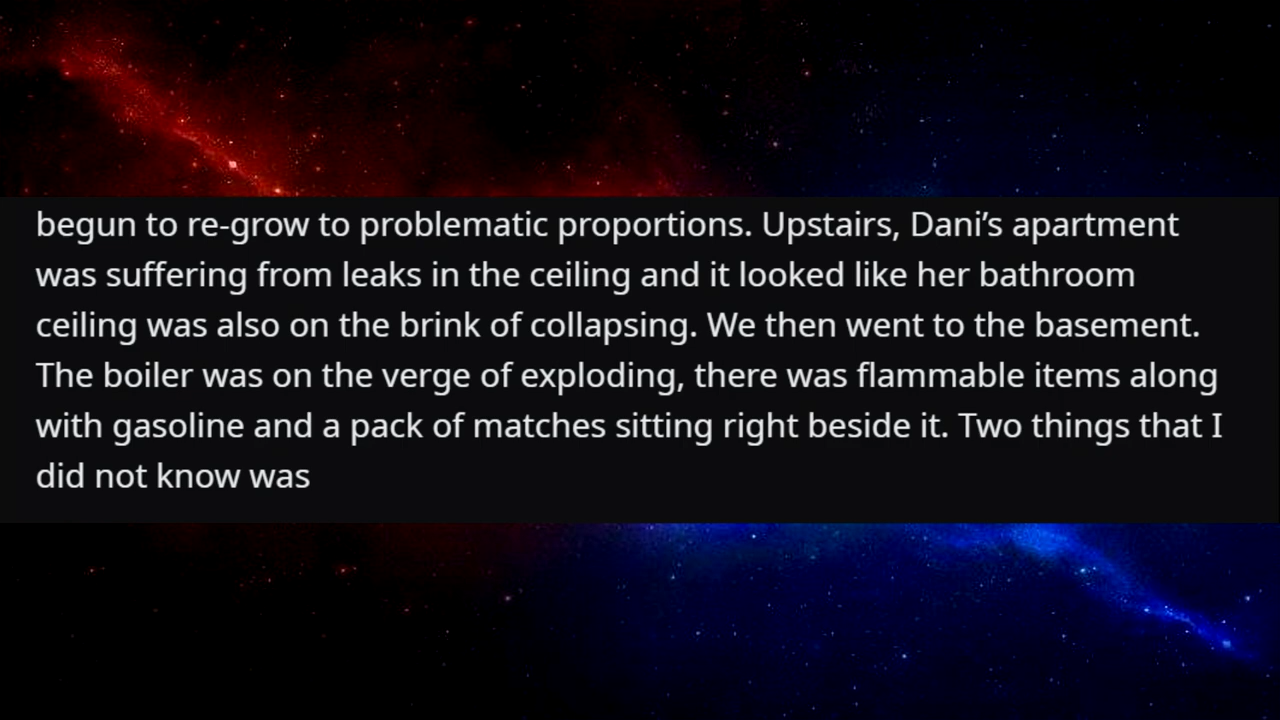 begun to re-grow to problematic proportions. Upstairs, Dani’s apartment
was suffering from leaks in the ceiling and it looked like her bathroom
ceiling was also on the brink of collapsing. We then went to the basement.
The boiler was on the verge of exploding, there was flammable items along
with gasoline and a pack of matches sitting right beside it. Two things that I
did not know was